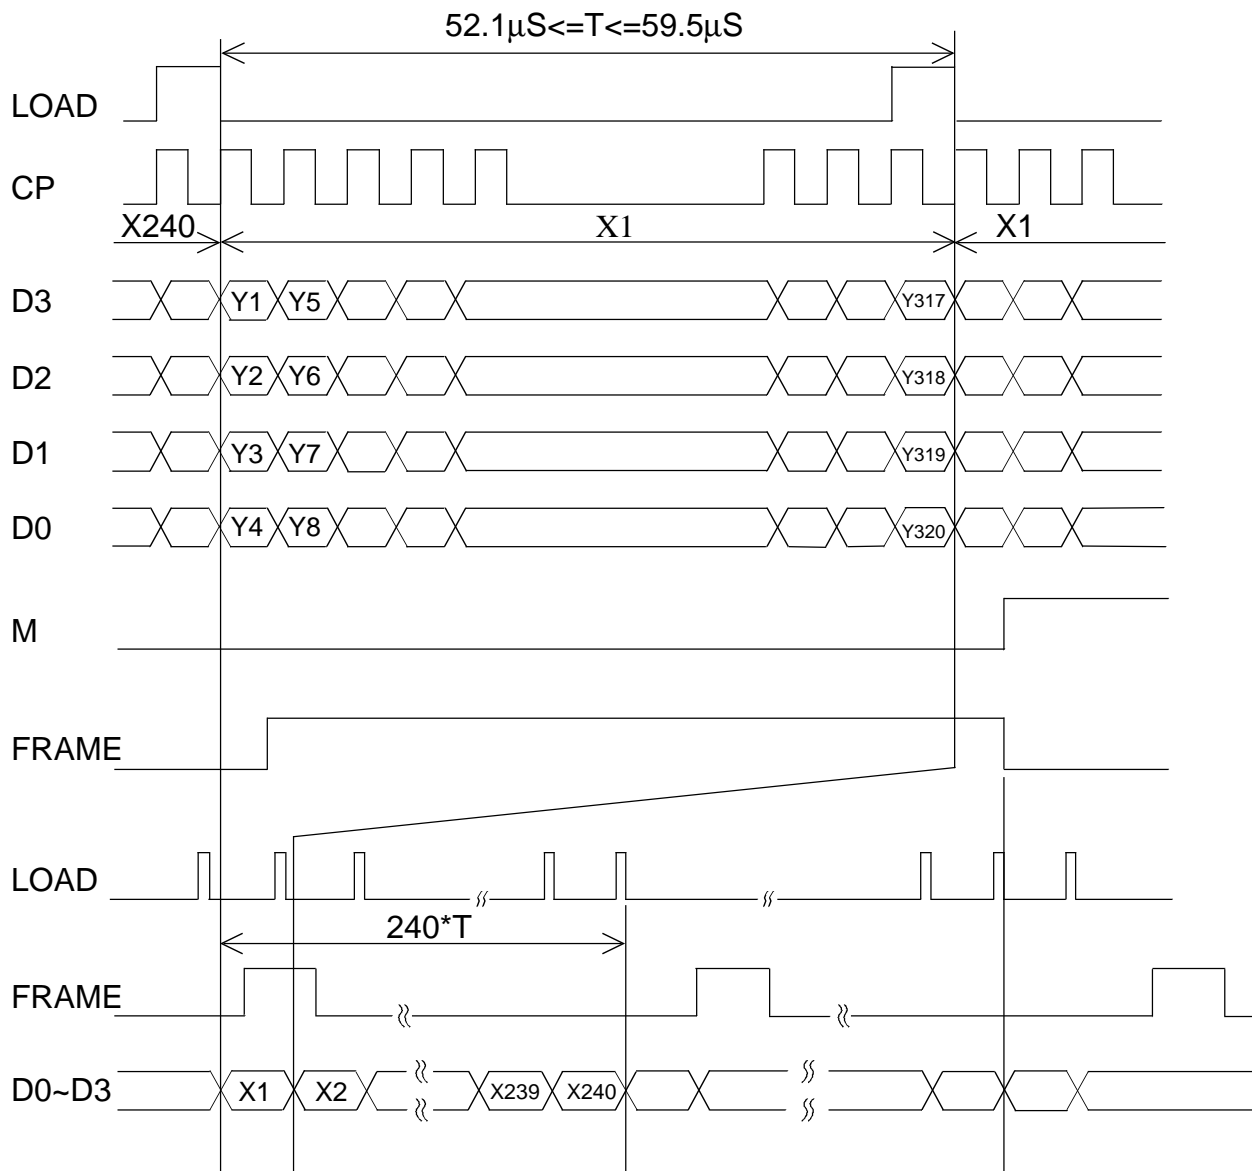 52.1μS<=T<=59.5μS
LOAD
CP
X240 X1 X1
D3 Y1 Y5 Y317
D2 Y2 Y6 Y318
D1 Y3 Y7 Y319
D0 Y4 Y8 Y320
M
FRAME
LOAD
240*T
FRAME
D0~D3 X1 X2 X239 X240